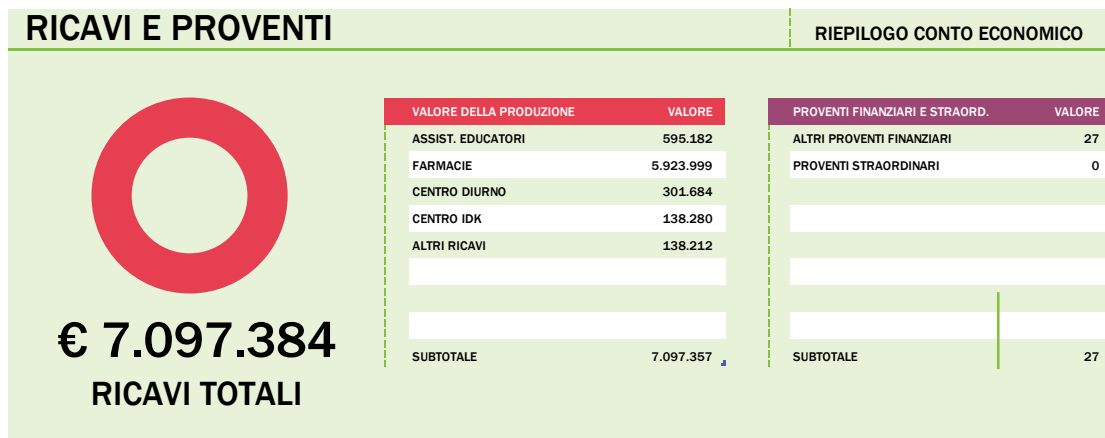 RICAVI E PROVENTI
RIEPILOGO CONTO ECONOMICO
VALORE DELLA PRODUZIONE VALORE
ASSIST. EDUCATORI 595.182
FARMACIE 5.923.999
CENTRO DIURNO 301.684
CENTRO IDK 138.280
ALTRI RICAVI 138.212
SUBTOTALE 7.097.357
PROVENTI FINANZIARI E STRAORD. VALORE
ALTRI PROVENTI FINANZIARI 27
PROVENTI STRAORDINARI 0
SUBTOTALE 27
€ 7.097.384
RICAVI TOTALI